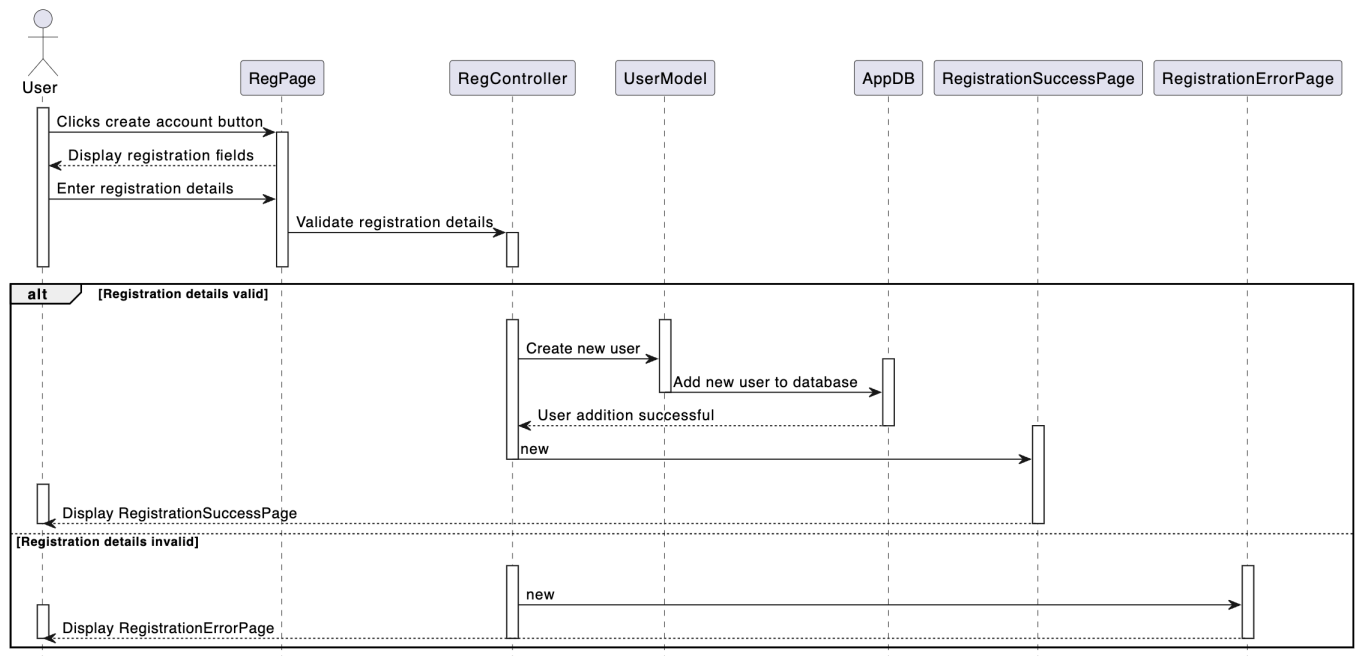 User
RegPage
RegController
UserModel
AppDB
RegistrationSuccessPage
RegistrationErrorPage
Clicks create account button
Display registration fields
Enter registration details
Validate registration details
alt
[Registration details valid]
Create new user
Add new user to database
User addition successful
new
Display RegistrationSuccessPage
[Registration details invalid]
new
Display RegistrationErrorPage